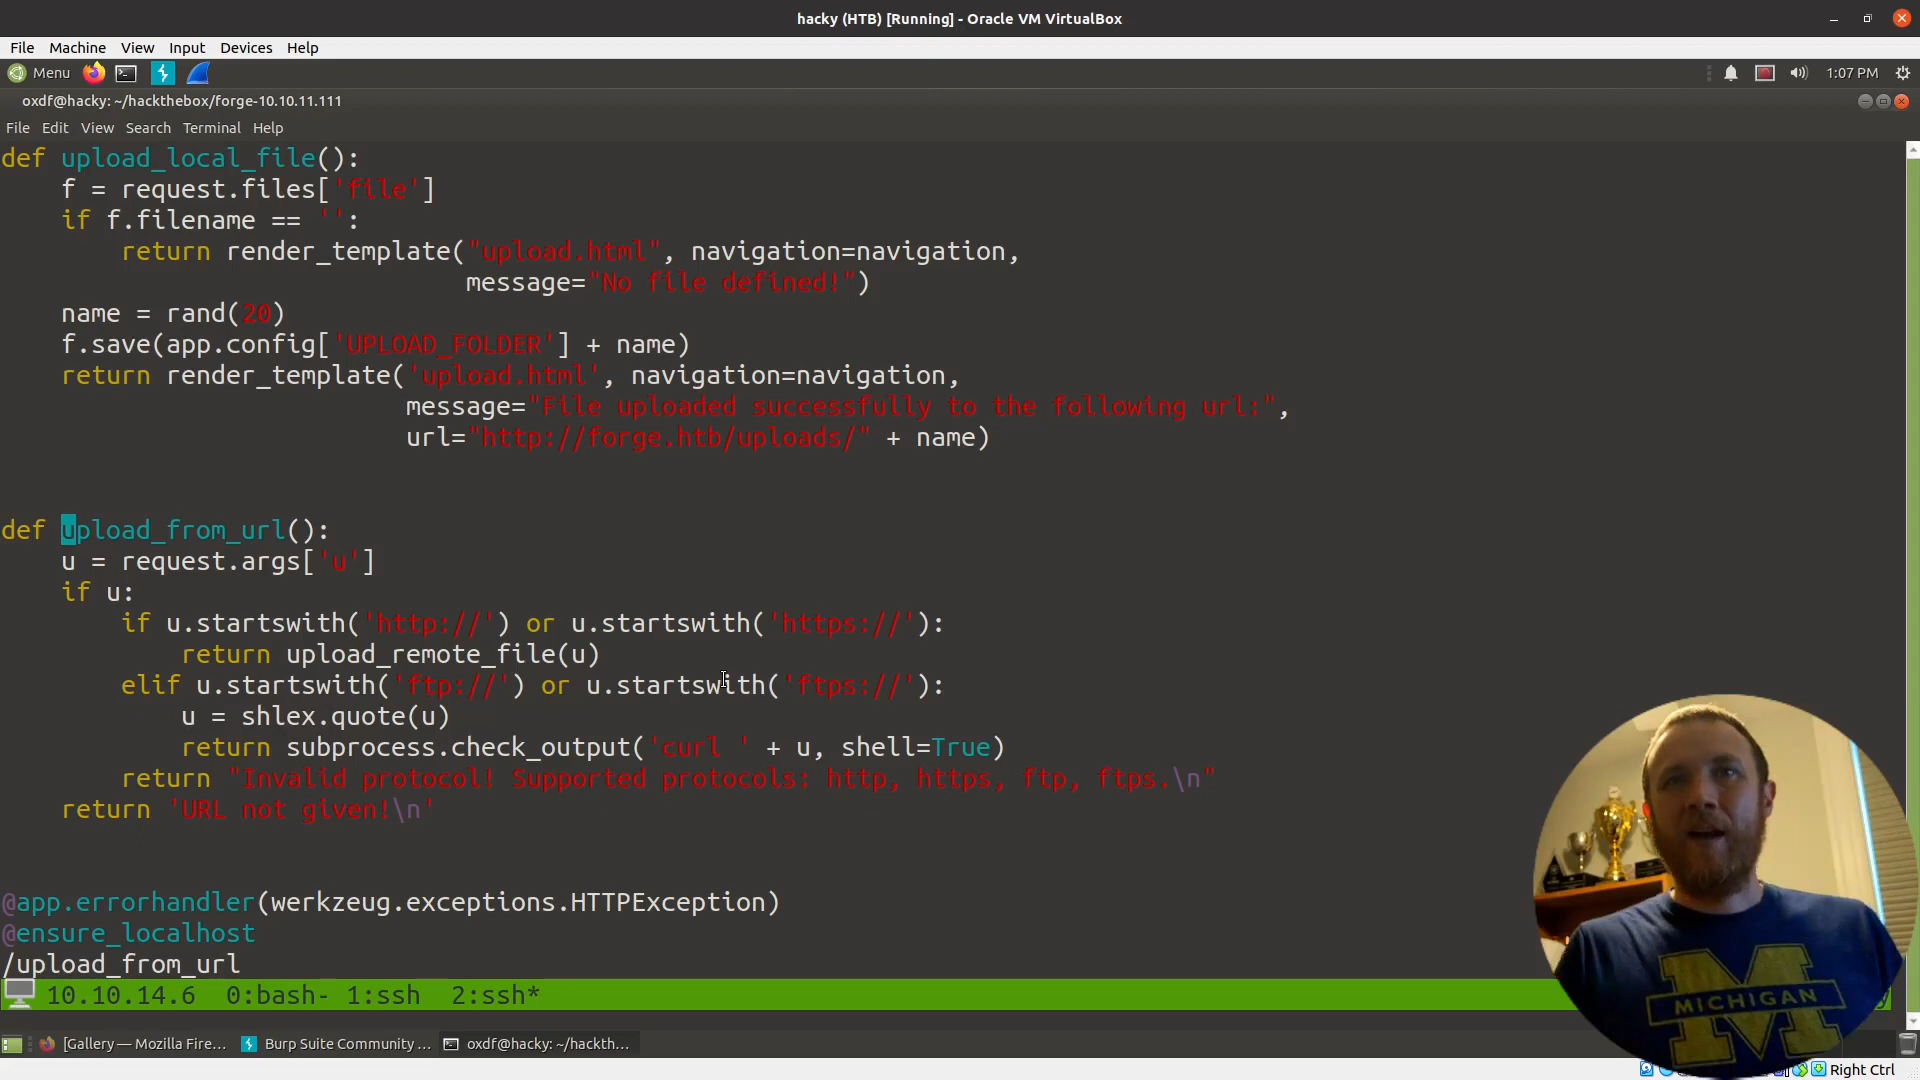 hacky (HTB) [Running] - Oracle VM VirtualBox
File Machine View Input Devices Help
Menu 1:07 PM
oxdf@hacky: ~/hackthebox/forge-10.10.11.111
File Edit View Search Terminal Help
def upload_local_file():
    f = request.files['file']
    if f.filename == '':
        return render_template("upload.html", navigation=navigation,
                               message="No file defined!")
    name = rand(20)
    f.save(app.config['UPLOAD_FOLDER'] + name)
    return render_template('upload.html', navigation=navigation,
                           message="File uploaded successfully to the following url:",
                           url="http://forge.htb/uploads/" + name)
def upload_from_url():
    u = request.args['u']
    if u:
        if u.startswith('http://') or u.startswith('https://'):
            return upload_remote_file(u)
        elif u.startswith('ftp://') or u.startswith('ftps://'):
            u = shlex.quote(u)
            return subprocess.check_output('curl ' + u, shell=True)
        return "Invalid protocol! Supported protocols: http, https, ftp, ftps.\n"
    return 'URL not given!\n'
@app.errorhandler(werkzeug.exceptions.HTTPException)
@ensure_localhost
/upload_from_url
10.10.14.6 0:bash- 1:ssh 2:ssh*
MICHIGAN
[Gallery — Mozilla Fire... Burp Suite Community ... oxdf@hacky: ~/hackth...
Right Ctrl